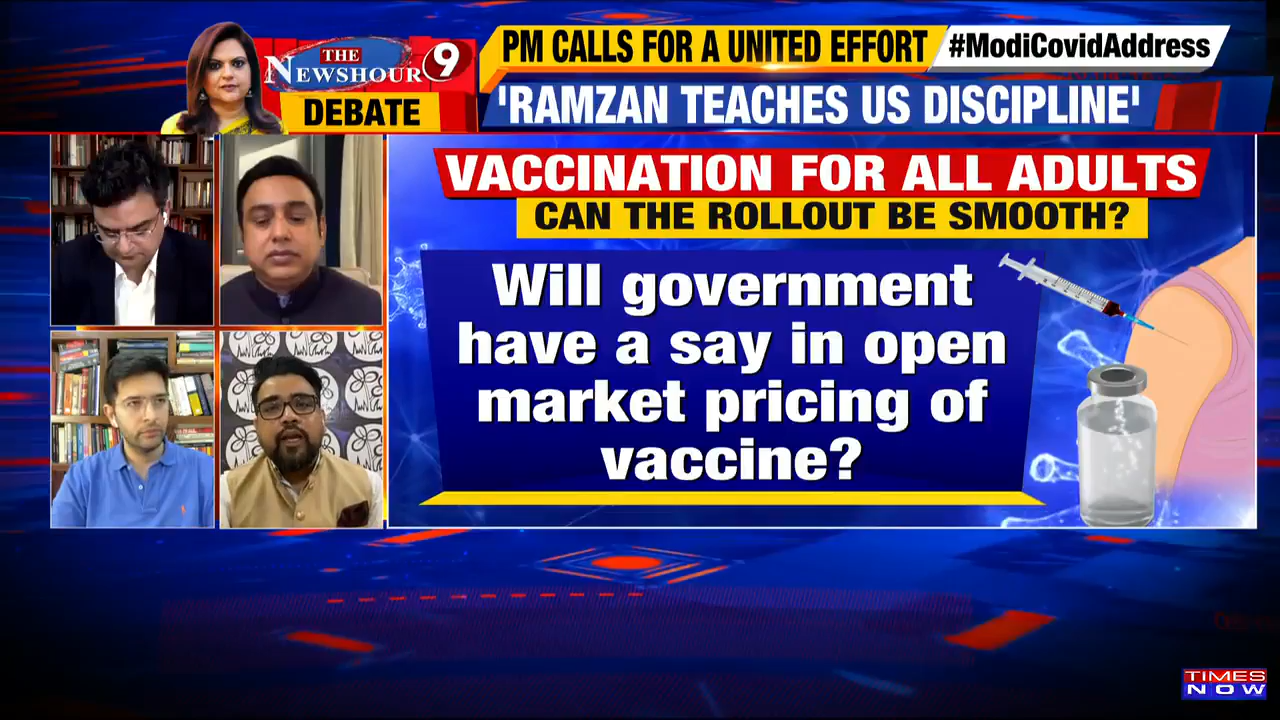 THE
NEWSHOUR 9
DEBATE
PM CALLS FOR A UNITED EFFORT
#ModiCovidAddress
'RAMZAN TEACHES US DISCIPLINE'
VACCINATION FOR ALL ADULTS
CAN THE ROLLOUT BE SMOOTH?
Will government
have a say in open
market pricing of
vaccine?
TIMES
NOW